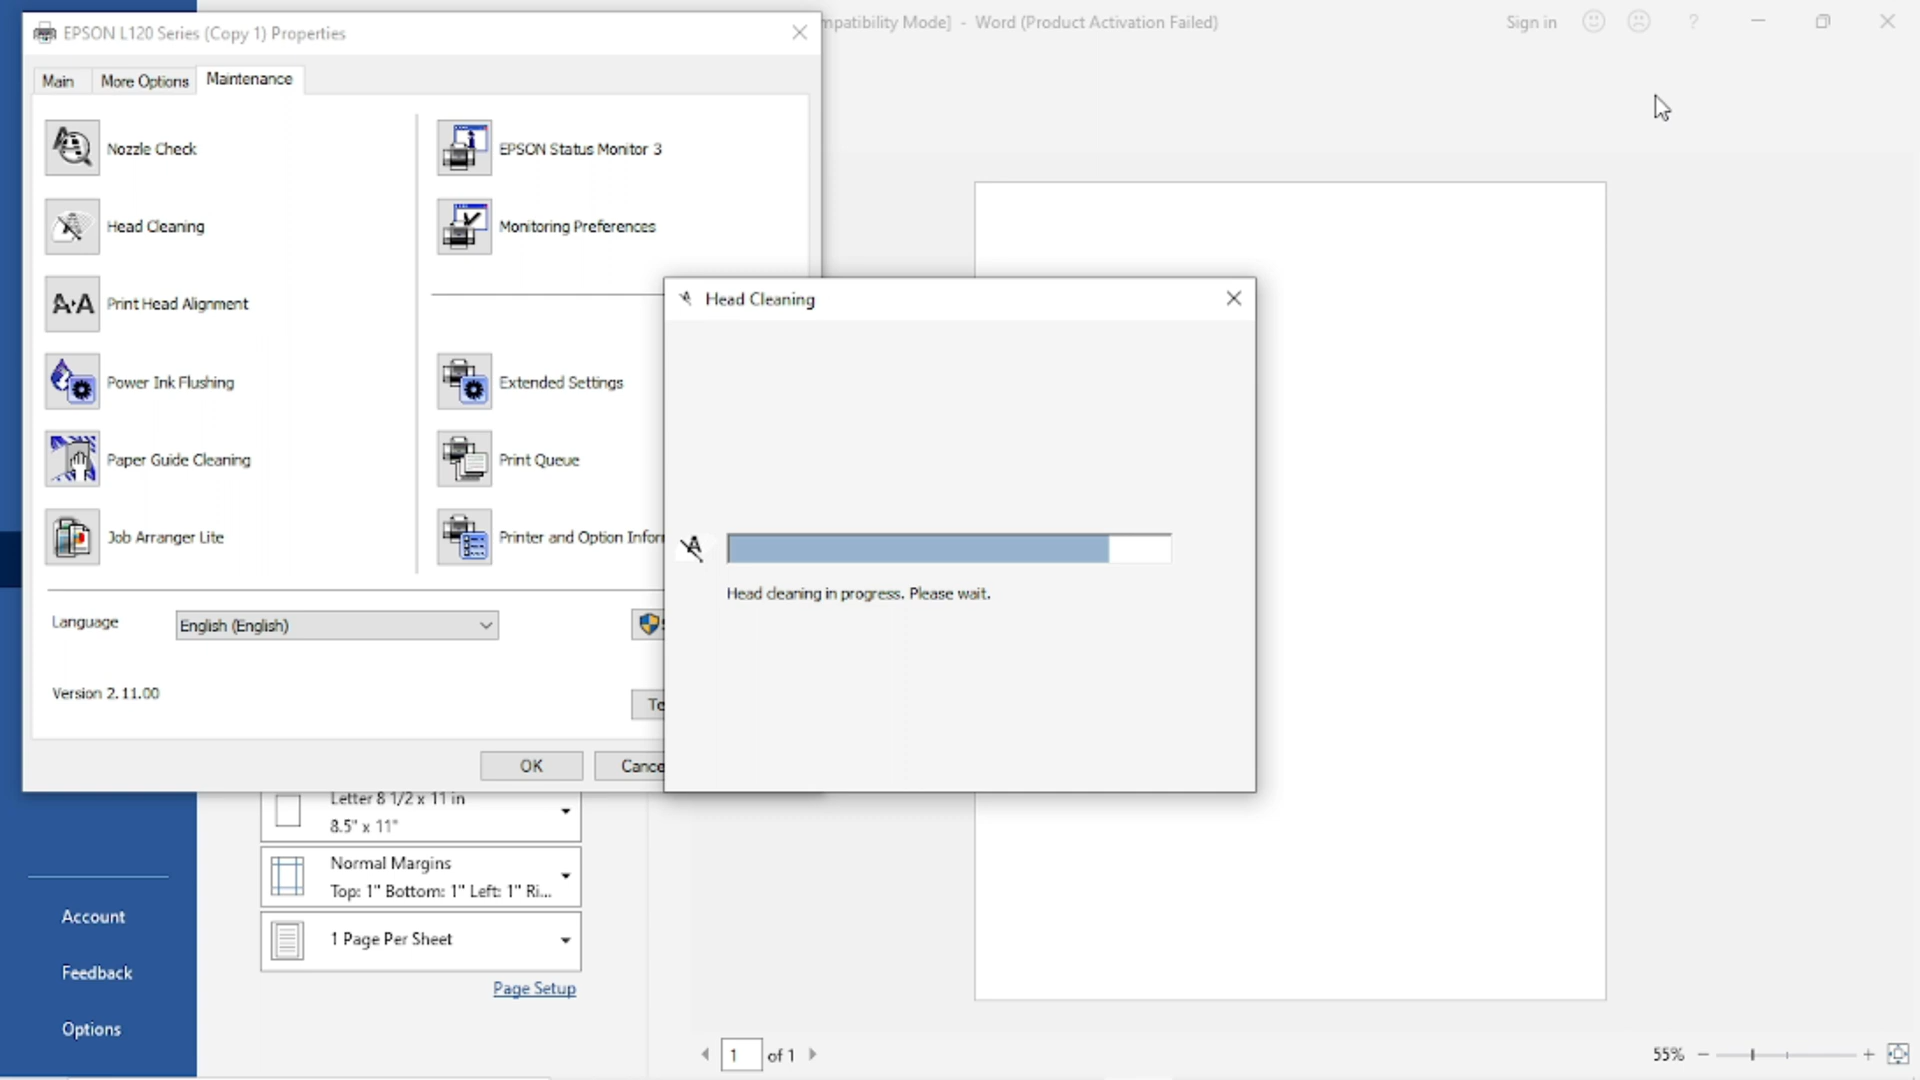 EPSON L120 Series (Copy 1) Properties
mpatibility Mode] - Word (Product Activation Failed)
Sign in
?
Main
More Options
Maintenance
Nozzle Check
EPSON Status Monitor 3
Head Cleaning
Monitoring Preferences
Print Head Alignment
Power Ink Flushing
Extended Settings
Paper Guide Cleaning
Print Queue
Job Arranger Lite
Printer and Option Infor
Head Cleaning
Head cleaning in progress. Please wait.
Language
English (English)
Version 2.11.00
Te
OK
Cance
Letter 8 1/2 x 11 in
8.5" x 11"
Normal Margins
Top: 1" Bottom: 1" Left: 1" Ri...
1 Page Per Sheet
Page Setup
Account
Feedback
Options
1 of 1
55%